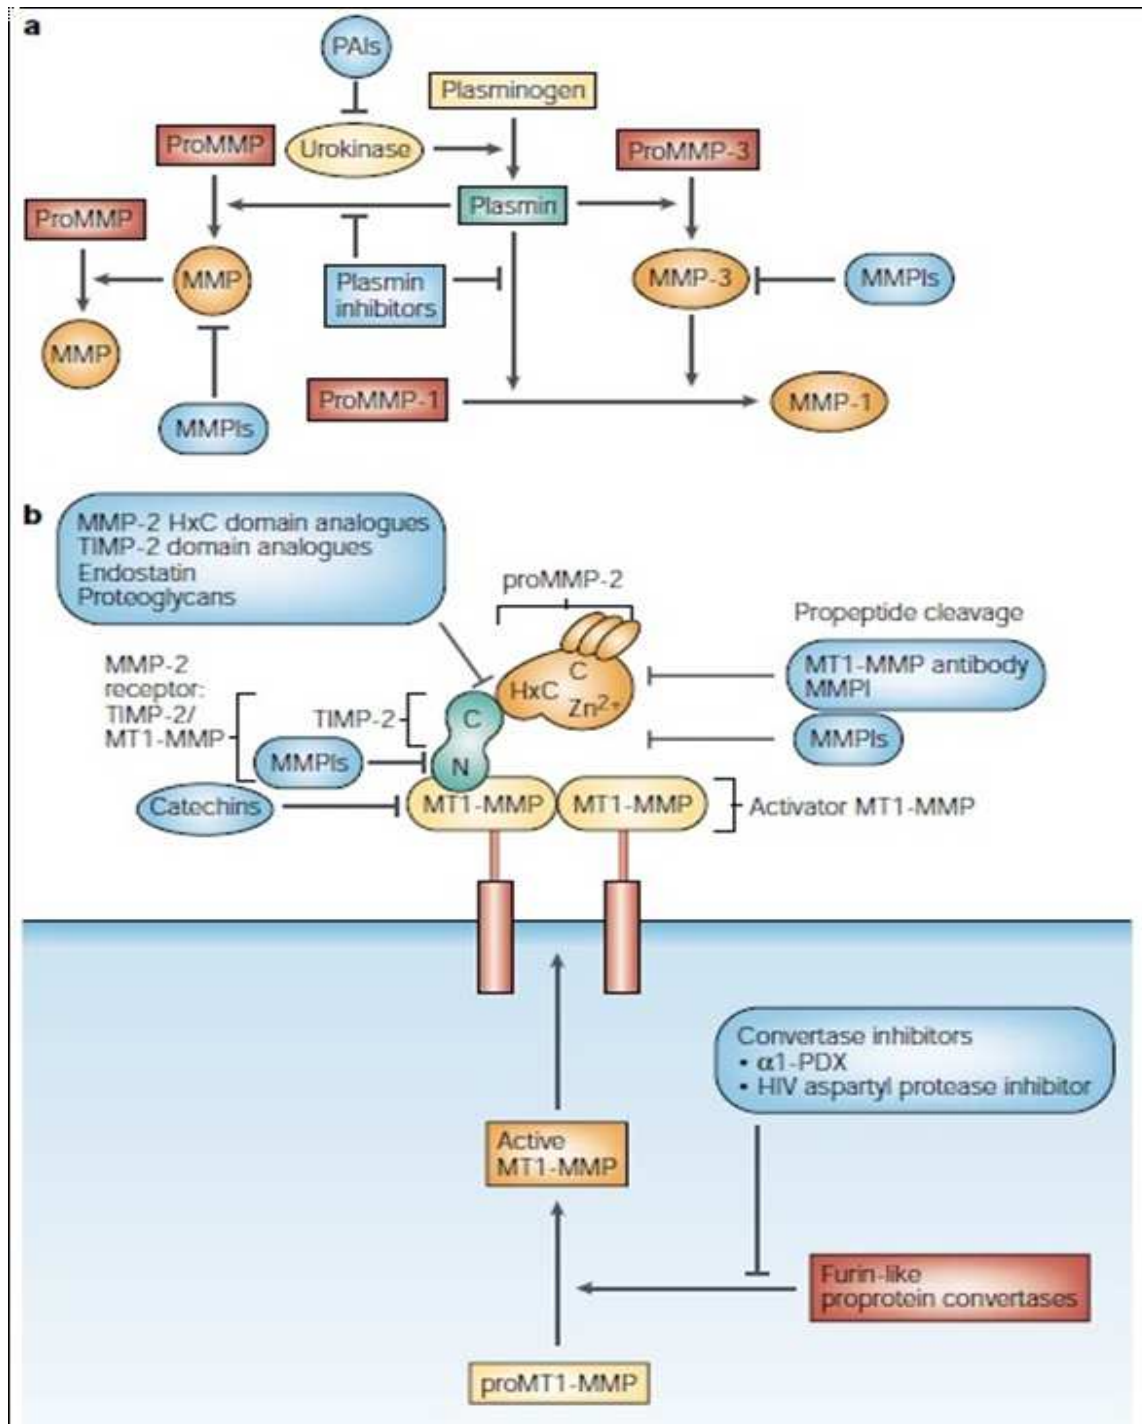 a
PAIs
Plasminogen
ProMMP
Urokinase
ProMMP-3
ProMMP
Plasmin
MMP
Plasmin
inhibitors
MMP-3
MMPIs
MMP
ProMMP-1
MMP-1
MMPIs
b
MMP-2 HxC domain analogues
TIMP-2 domain analogues
Endostatin
Proteoglycans
proMMP-2
Propeptide cleavage
MMP-2
receptor:
TIMP-2/
MT1-MMP
MT1-MMP antibody
MMPI
C
HxC
Zn2+
TIMP-2
C
MMPIs
MMPIs
N
Catechins
MT1-MMP
MT1-MMP
Activator MT1-MMP
Convertase inhibitors
• α1-PDX
• HIV aspartyl protease inhibitor
Active
MT1-MMP
Furin-like
proprotein convertases
proMT1-MMP